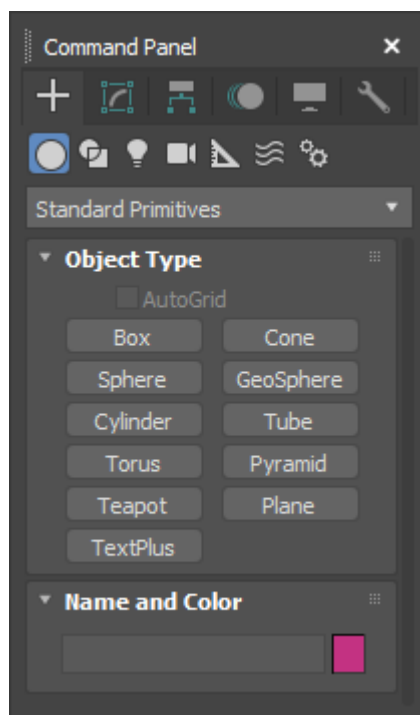 Command Panel
Standard Primitives
Object Type
AutoGrid
Box Cone
Sphere GeoSphere
Cylinder Tube
Torus Pyramid
Teapot Plane
TextPlus
Name and Color